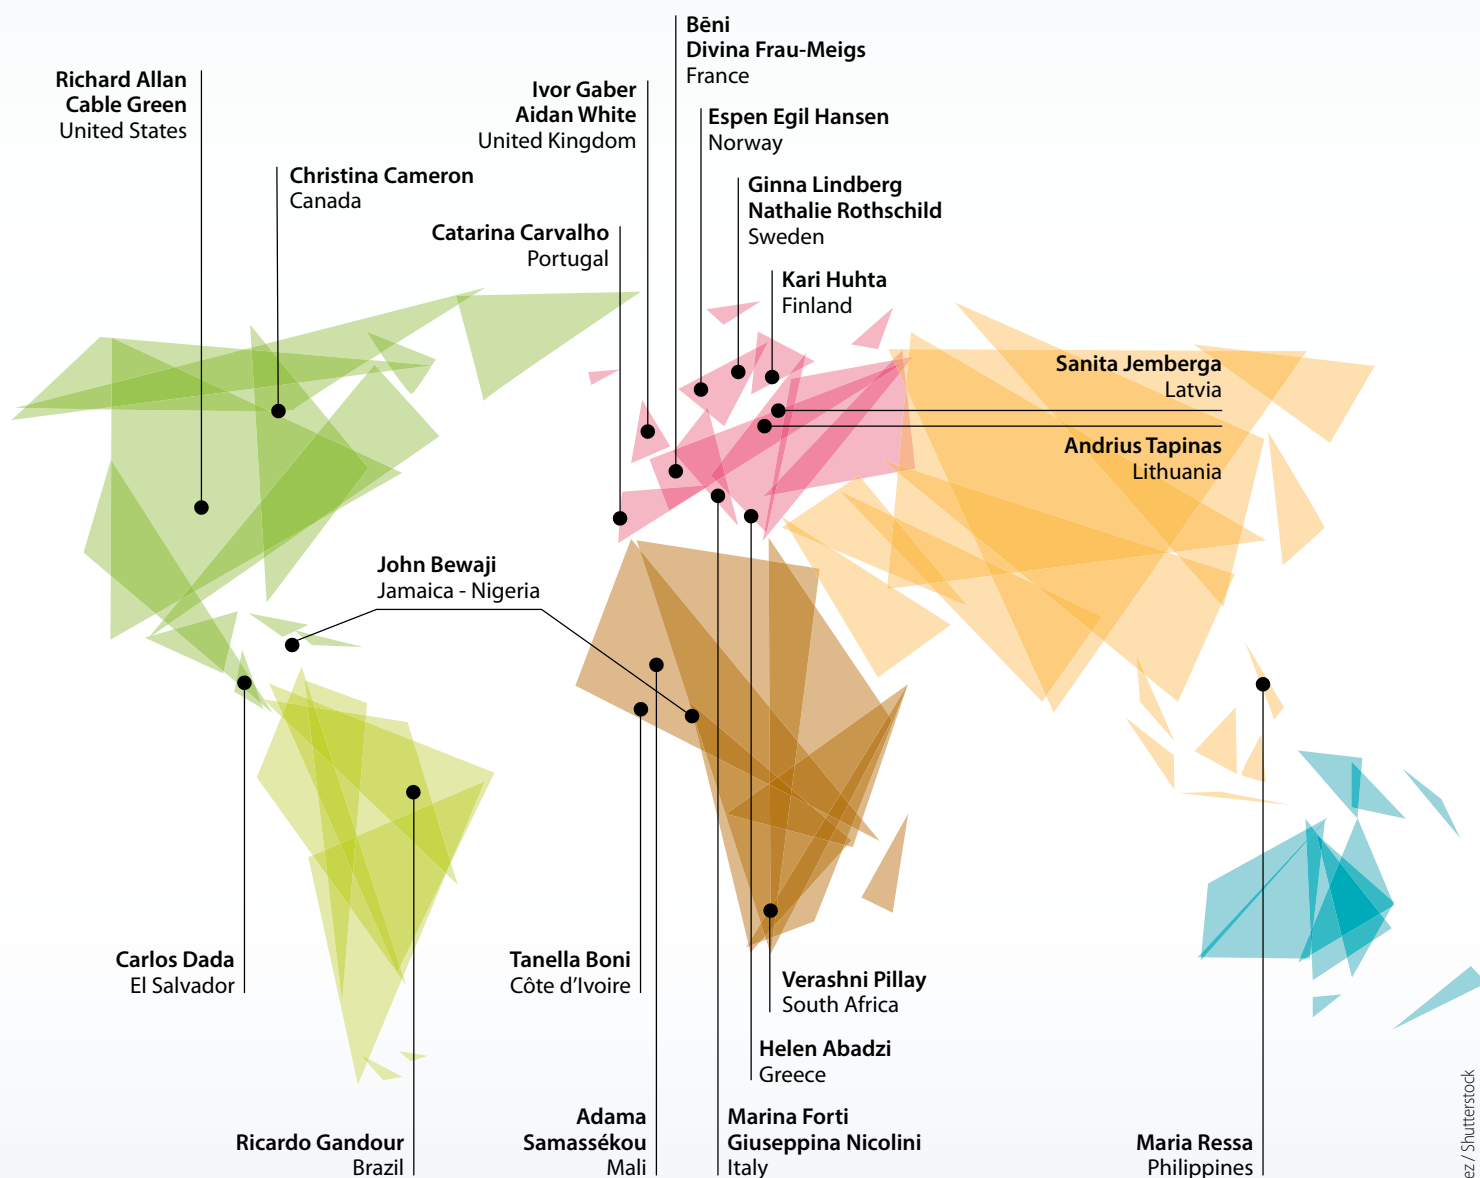 Bēni
Divina Frau-Meigs
France
Richard Allan
Cable Green
United States
Ivor Gaber
Aidan White
United Kingdom
Espen Egil Hansen
Norway
Christina Cameron
Canada
Ginna Lindberg
Nathalie Rothschild
Sweden
Catarina Carvalho
Portugal
Kari Huhta
Finland
Sanita Jemberga
Latvia
Andrius Tapinas
Lithuania
John Bewaji
Jamaica - Nigeria
Carlos Dada
El Salvador
Tanella Boni
Côte d'Ivoire
Verashni Pillay
South Africa
Helen Abadzi
Greece
Ricardo Gandour
Brazil
Adama
Samassékou
Mali
Marina Forti
Giuseppina Nicolini
Italy
Maria Ressa
Philippines
/ Shutterstock